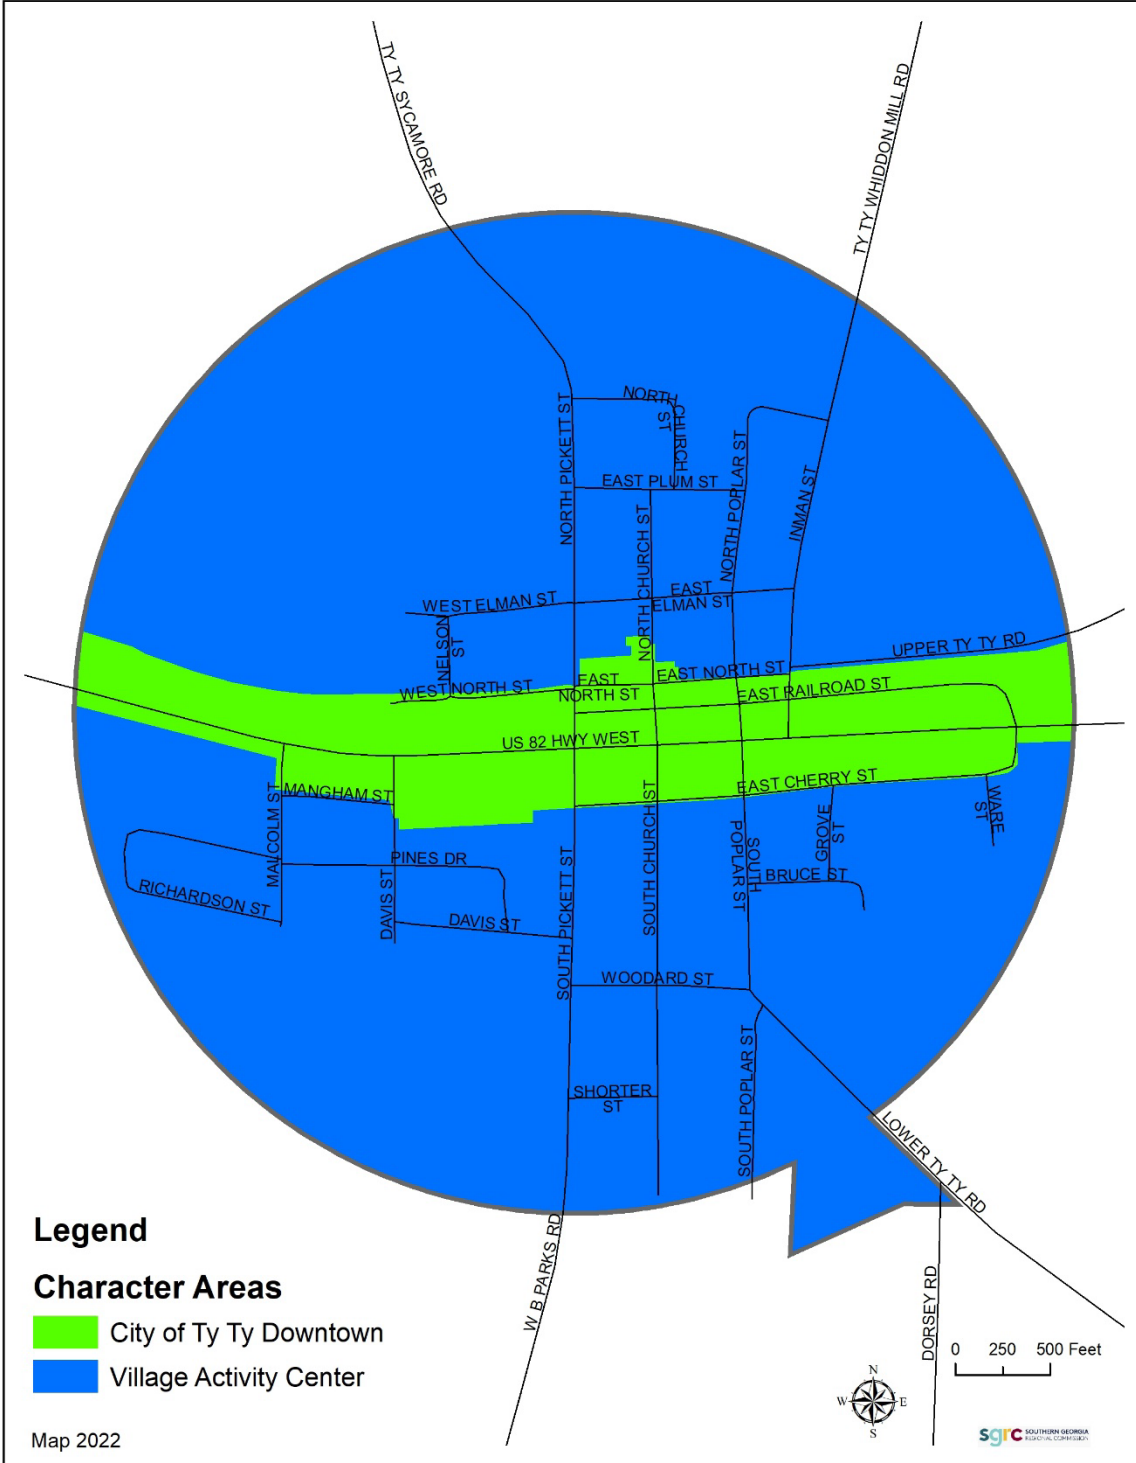 TY TY SYCAMORE RD
TY TY WHIDDON MILL RD
NORTH PICKETT ST
NORTH
CHURCH
ST
EAST PLUM ST
NORTH POPLAR ST
INMAN ST
NORTH CHURCH ST
WEST ELMAN ST
EAST
ELMAN ST
NELSON
ST
UPPER TY TY RD
WEST NORTH ST
EAST
NORTH ST
EAST NORTH ST
EAST RAILROAD ST
US 82 HWY WEST
MANGHAM ST
MALCOLM ST
EAST CHERRY ST
WARE
ST
GROVE
ST
PINES DR
RICHARDSON ST
DAVIS ST
DAVIS ST
SOUTH PICKETT ST
SOUTH CHURCH ST
SOUTH
POPLAR ST
BRUCE ST
WOODARD ST
SHORTER
ST
SOUTH POPLAR ST
LOWER TY TY RD
W B PARKS RD
DORSEY RD
Legend
Character Areas
City of Ty Ty Downtown
Village Activity Center
Map 2022
0 250 500 Feet
N
W E
S
sgrc SOUTHERN GEORGIA
REGIONAL COMMISSION